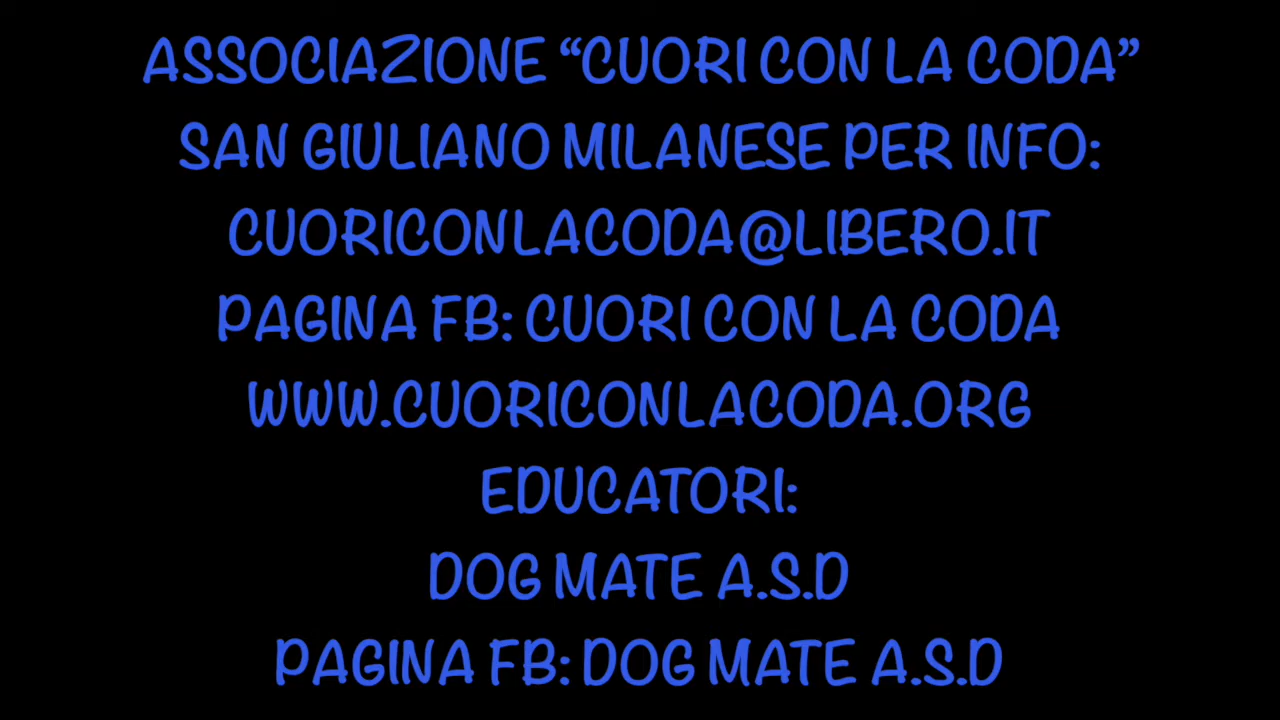 ASSOCIAZIONE “CUORI CON LA CODA”
SAN GIULIANO MILANESE PER INFO:
CUORICONLACODA@LIBERO.IT
PAGINA FB: CUORI CON LA CODA
WWW.CUORICONLACODA.ORG
EDUCATORI:
DOG MATE A.S.D
PAGINA FB: DOG MATE A.S.D